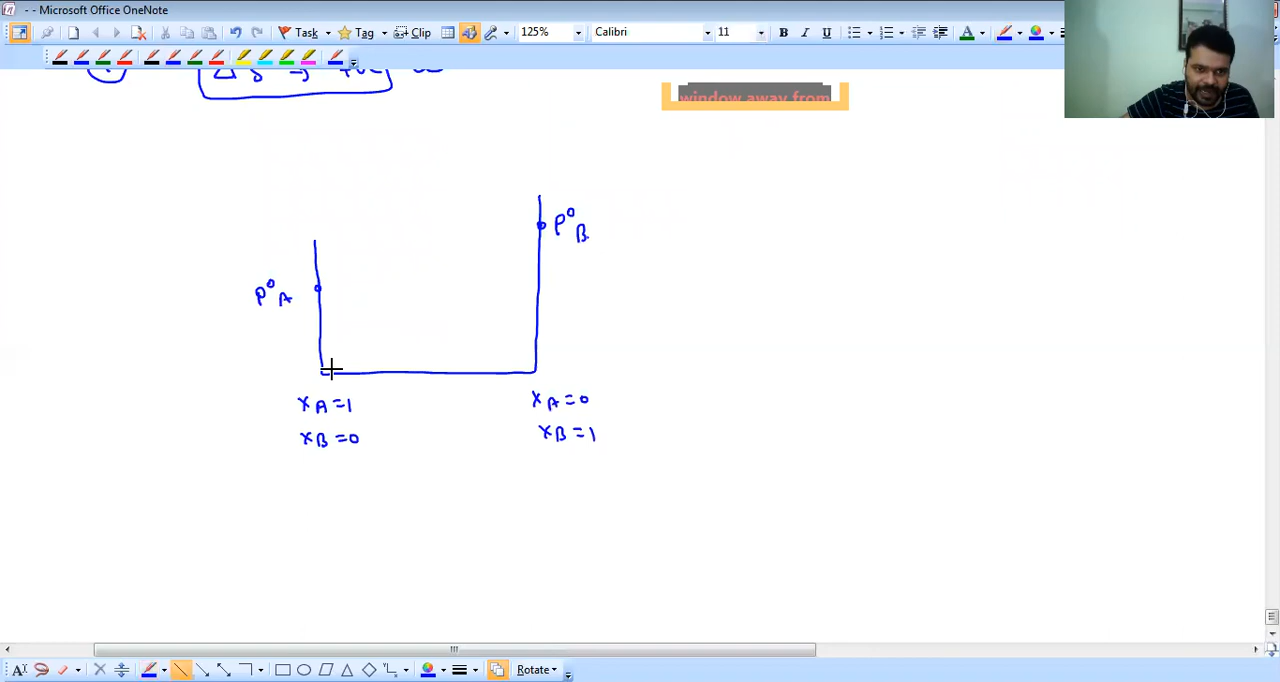 - - Microsoft Office OneNote
Task Tag Clip 125% Calibri 11 B I U A
Δ S → +ve
window away from
P°B
P°A
xA=1
xA=0
xB=0
xB=1
A Rotate